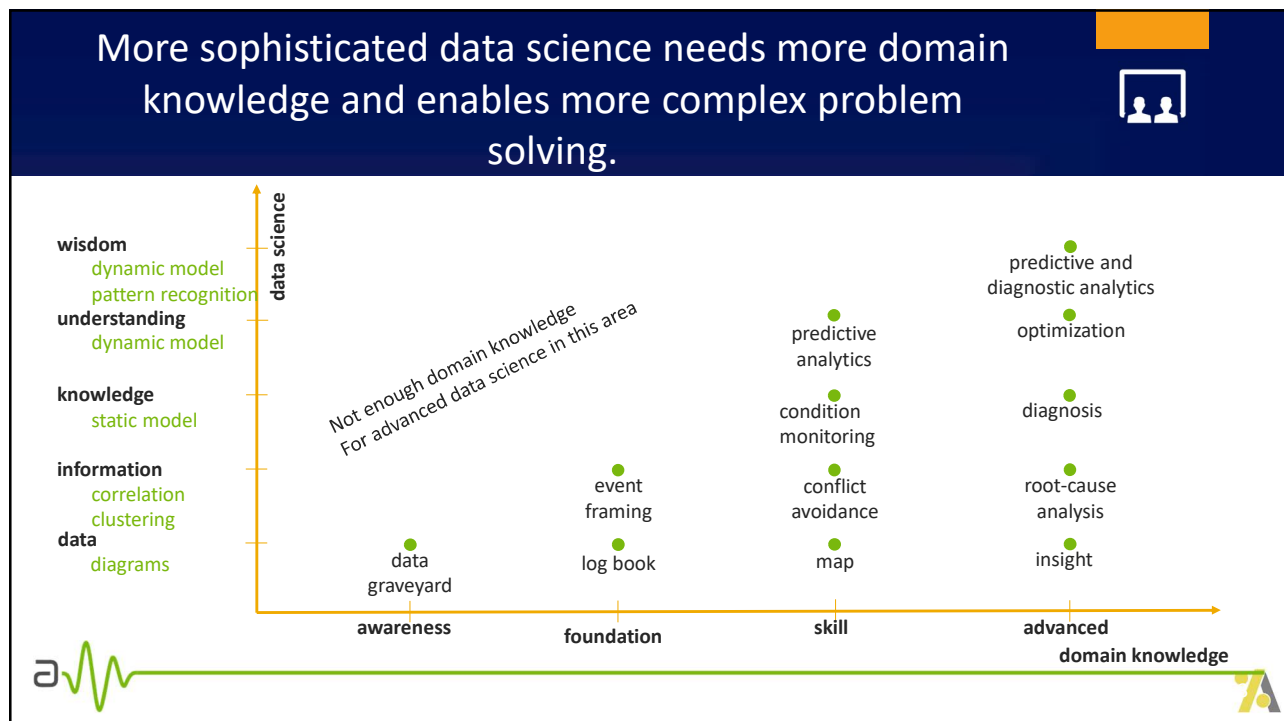 More sophisticated data science needs more domain
knowledge and enables more complex problem
solving.
data science
wisdom
dynamic model
pattern recognition
understanding
dynamic model
knowledge
static model
information
correlation
clustering
data
diagrams
Not enough domain knowledge
For advanced data science in this area
predictive and
diagnostic analytics
predictive
analytics
optimization
condition
monitoring
diagnosis
event
framing
conflict
avoidance
root-cause
analysis
data
graveyard
log book
map
insight
awareness
foundation
skill
advanced
domain knowledge
a
7A